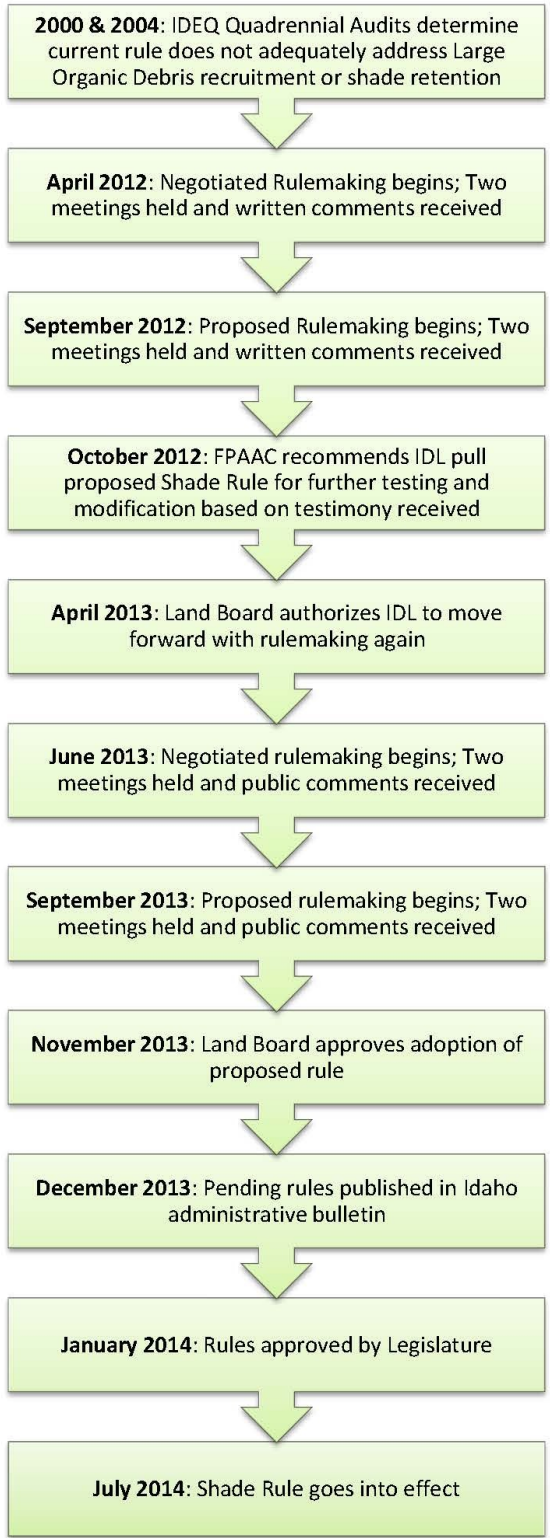 2000 & 2004: IDEQ Quadrennial Audits determine
current rule does not adequately address Large
Organic Debris recruitment or shade retention
April 2012: Negotiated Rulemaking begins; Two
meetings held and written comments received
September 2012: Proposed Rulemaking begins; Two
meetings held and written comments received
October 2012: FPAAC recommends IDL pull
proposed Shade Rule for further testing and
modification based on testimony received
April 2013: Land Board authorizes IDL to move
forward with rulemaking again
June 2013: Negotiated rulemaking begins; Two
meetings held and public comments received
September 2013: Proposed rulemaking begins; Two
meetings held and public comments received
November 2013: Land Board approves adoption of
proposed rule
December 2013: Pending rules published in Idaho
administrative bulletin
January 2014: Rules approved by Legislature
July 2014: Shade Rule goes into effect